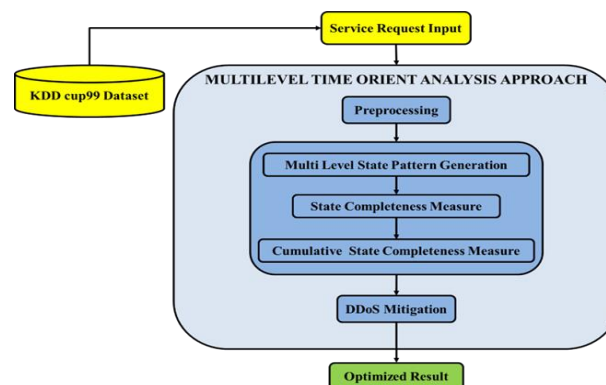 Service Request Input
KDD cup99 Dataset
MULTILEVEL TIME ORIENT ANALYSIS APPROACH
Preprocessing
Multi Level State Pattern Generation
State Completeness Measure
Cumulative State Completeness Measure
DDoS Mitigation
Optimized Result